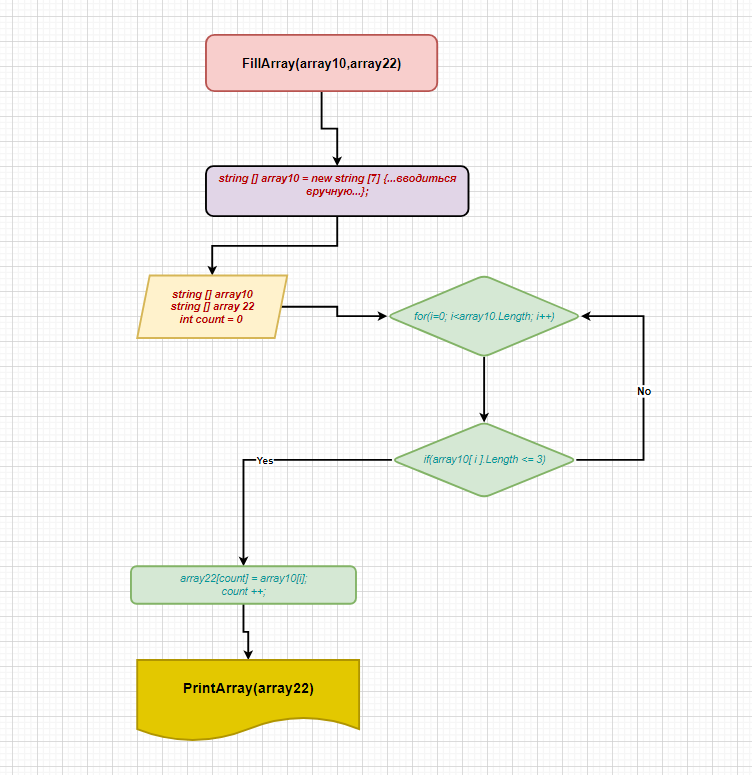 FillArray(array10,array22)
string [] array10 = new string [7] {...вводиться
вручную...};
string [] array10
string [] array 22
int count = 0
for(i=0; i<array10.Length; i++)
No
if(array10[ i ].Length <= 3)
Yes
array22[count] = array10[i];
count ++;
PrintArray(array22)